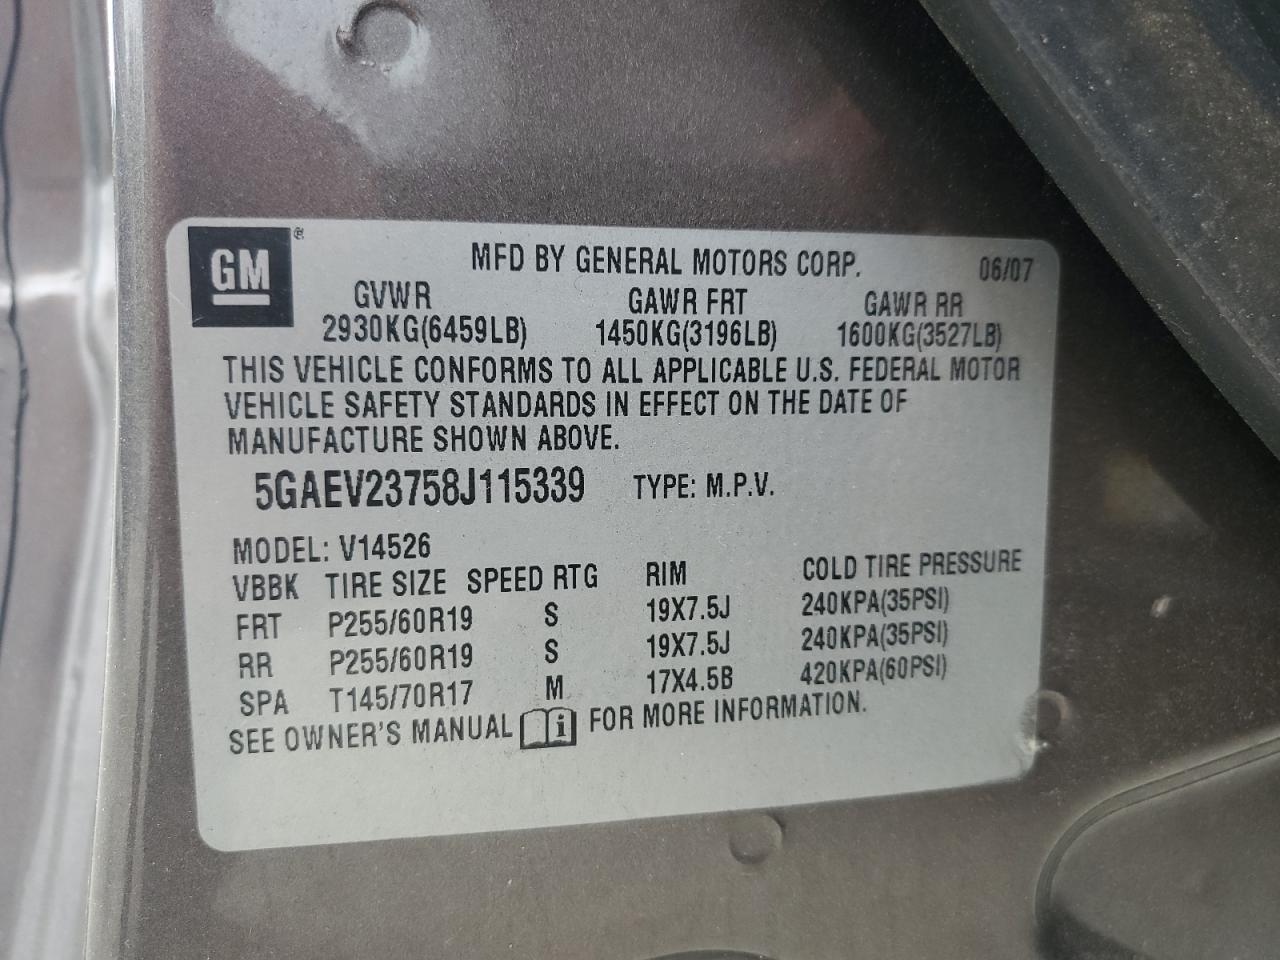 GM®
MFD BY GENERAL MOTORS CORP. 06/07
GVWR GAWR FRT GAWR RR
2930KG(6459LB) 1450KG(3196LB) 1600KG(3527LB)
THIS VEHICLE CONFORMS TO ALL APPLICABLE U.S. FEDERAL MOTOR
VEHICLE SAFETY STANDARDS IN EFFECT ON THE DATE OF
MANUFACTURE SHOWN ABOVE.
5GAEV23758J115339 TYPE: M.P.V.
MODEL: V14526
VBBK TIRE SIZE SPEED RTG RIM COLD TIRE PRESSURE
FRT P255/60R19 S 19X7.5J 240KPA(35PSI)
RR P255/60R19 S 19X7.5J 240KPA(35PSI)
SPA T145/70R17 M 17X4.5B 420KPA(60PSI)
SEE OWNER'S MANUAL i FOR MORE INFORMATION.